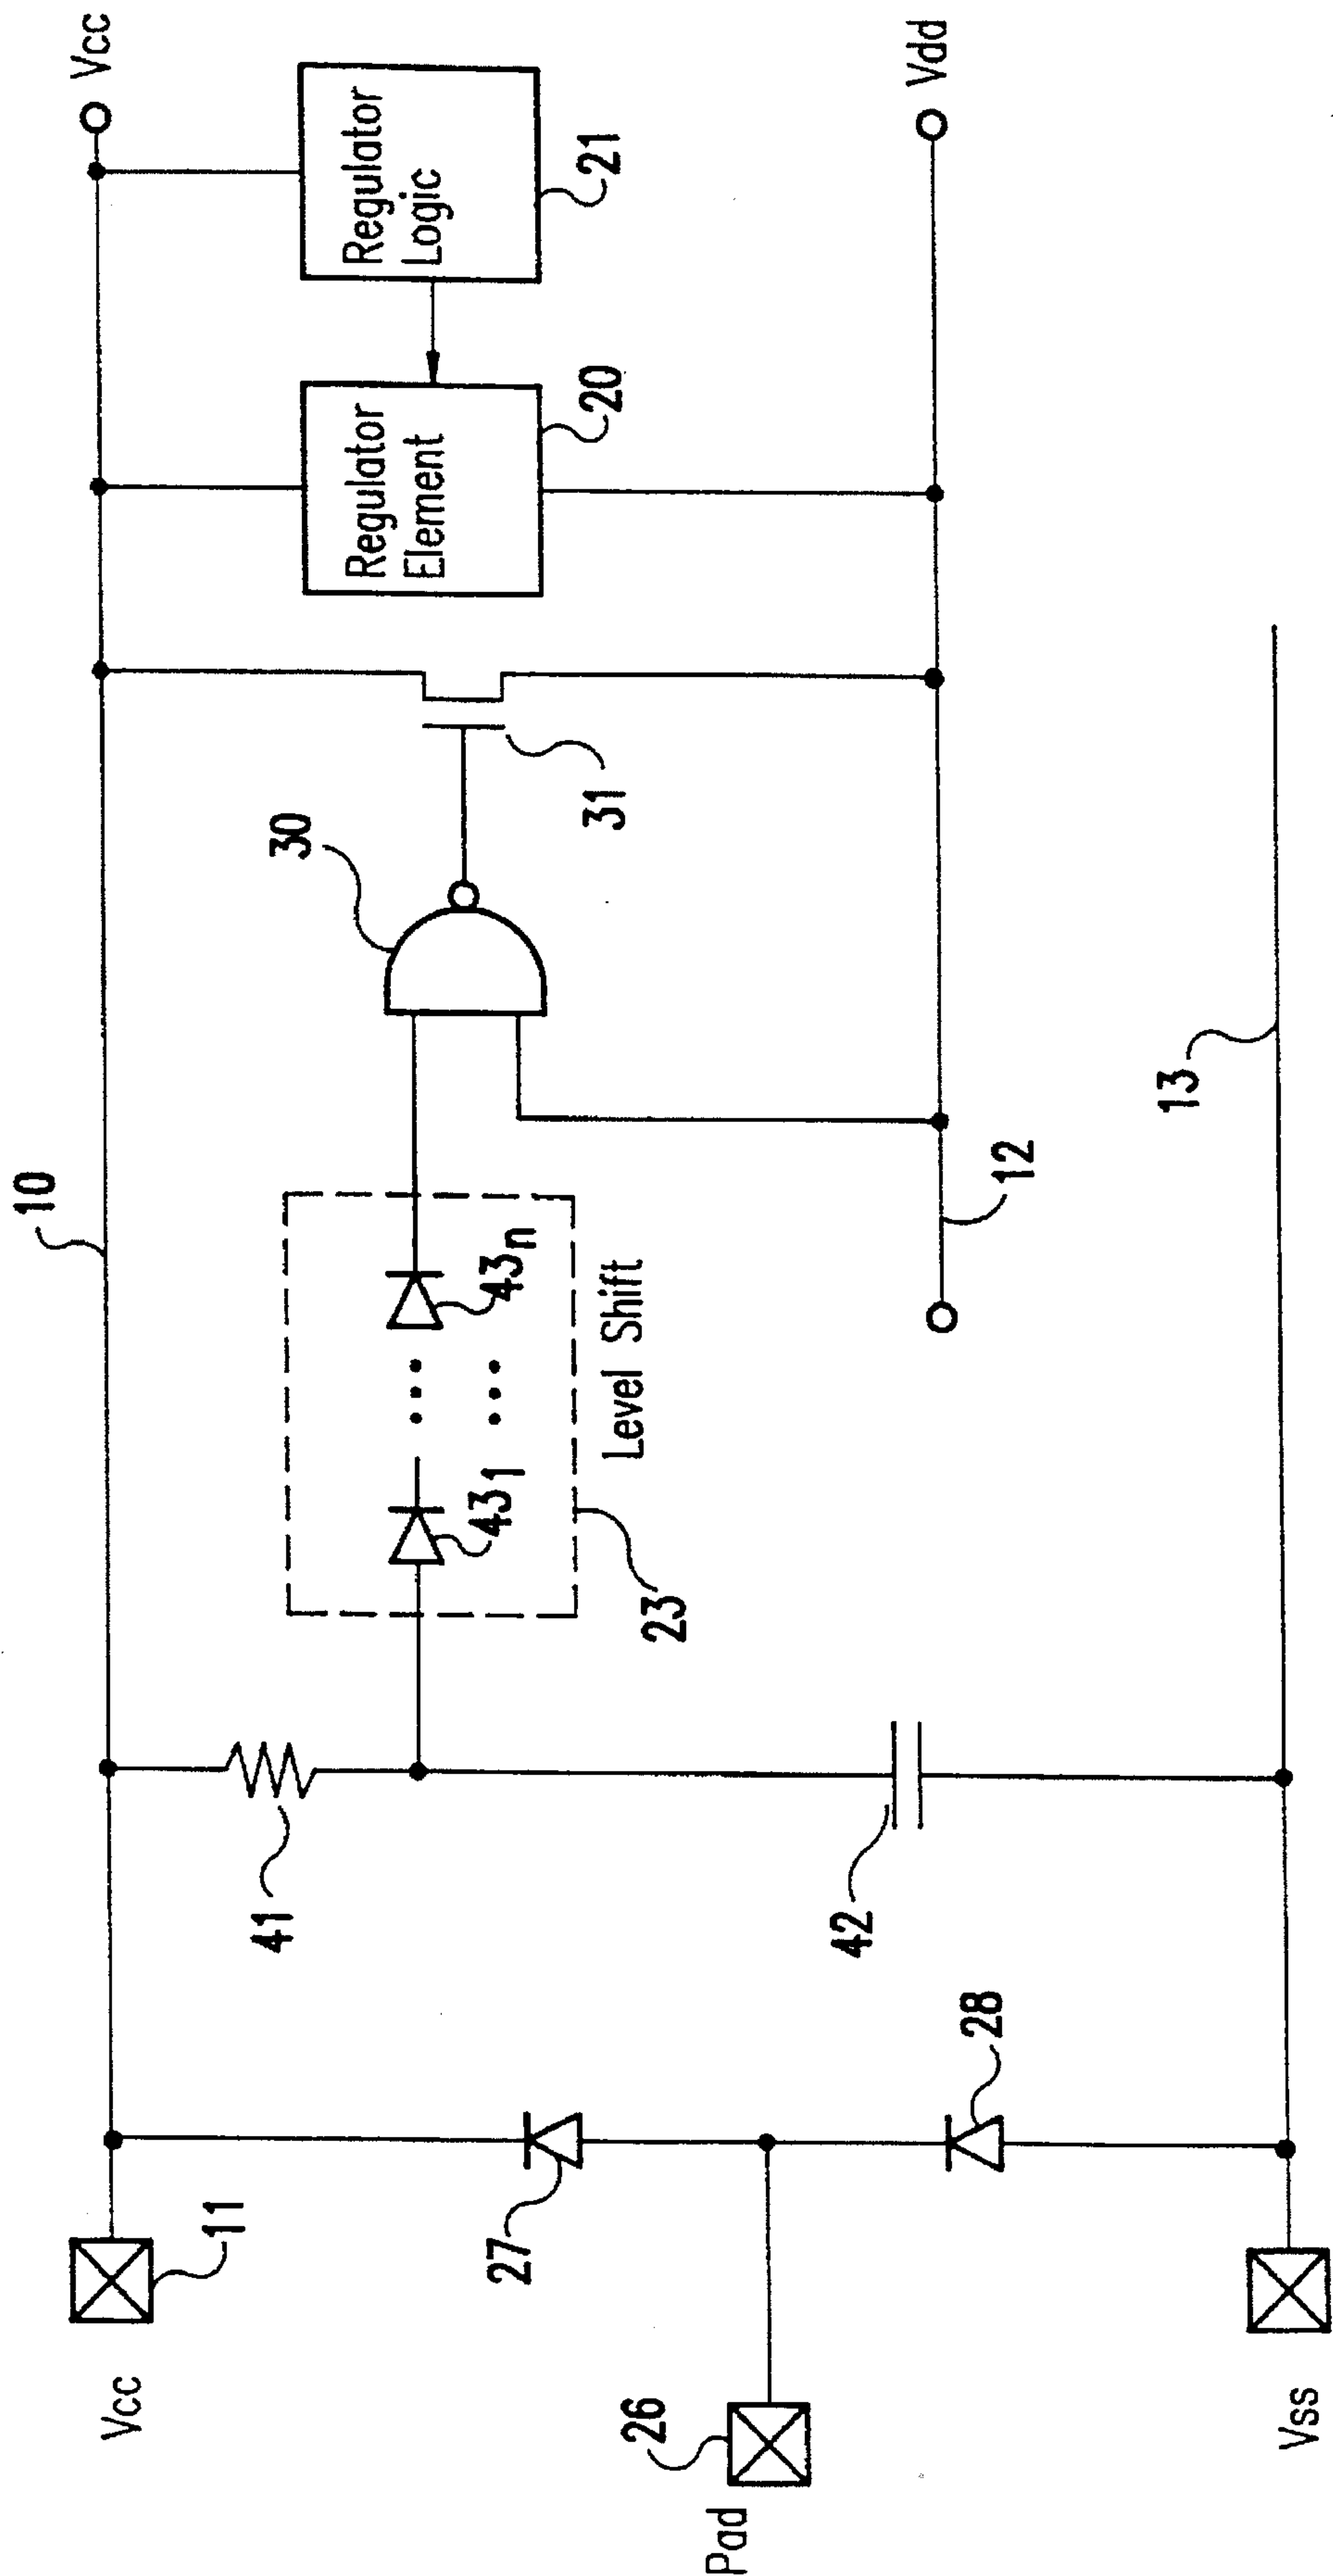 Vcc
11
10
Vcc
41
27
Pad
26
28
42
Vss
23
43₁
43ₙ
Level Shift
30
31
12
13
Regulator
Element
20
Regulator
Logic
21
Vdd